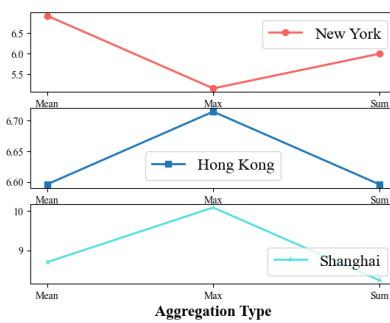 6.5
6.0
5.5
New York
Mean Max Sum
6.70
6.65
6.60
Hong Kong
Mean Max Sum
10
9
Shanghai
Mean Max Sum
Aggregation Type